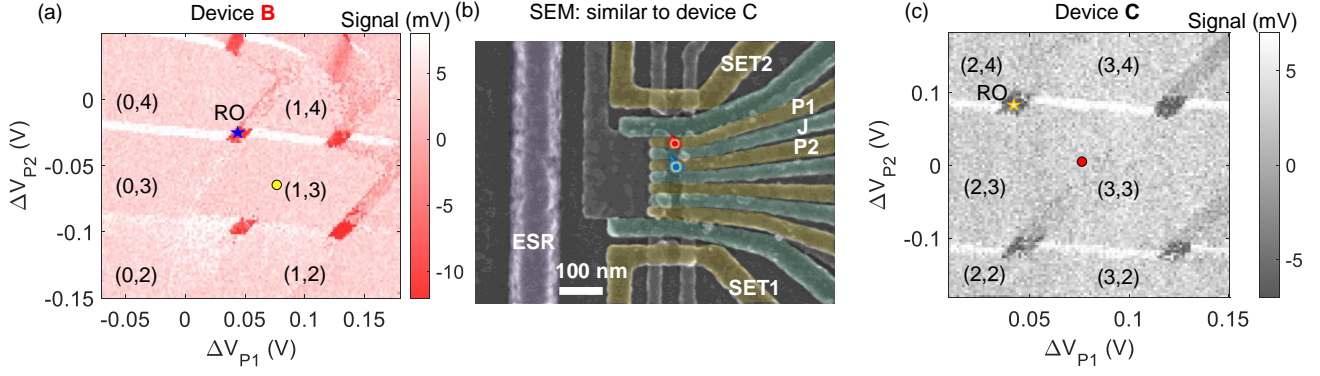 (a)
Device B
Signal (mV)
0
-0.05
-0.1
-0.15
ΔV_P2 (V)
(0,4)
RO
(1,4)
(0,3)
(1,3)
(0,2)
(1,2)
-0.05
0
0.05
0.1
0.15
ΔV_P1 (V)
5
0
-5
-10
(b)
SEM: similar to device C
SET2
P1
J
P2
ESR
100 nm
SET1
(c)
Device C
Signal (mV)
0.1
0
-0.1
ΔV_P2 (V)
(2,4)
(3,4)
RO
(2,3)
(3,3)
(2,2)
(3,2)
0.05
0.1
0.15
ΔV_P1 (V)
5
0
-5